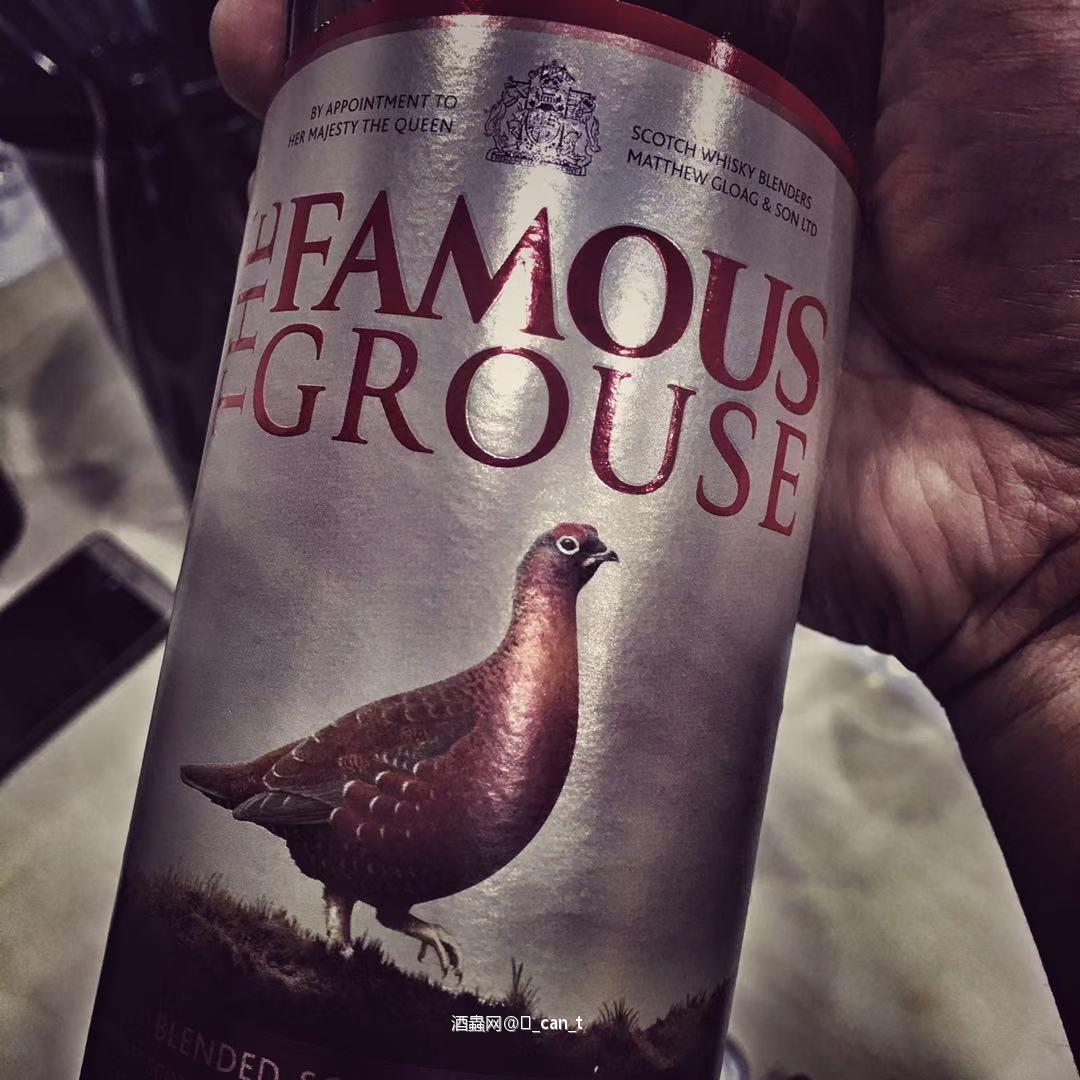 BY APPOINTMENT TO
HER MAJESTY THE QUEEN
SCOTCH WHISKY BLENDERS
MATTHEW GLOAG & SON LTD
THE
FAMOUS
GROUSE
BLENDED
酒蟲网@_can_t